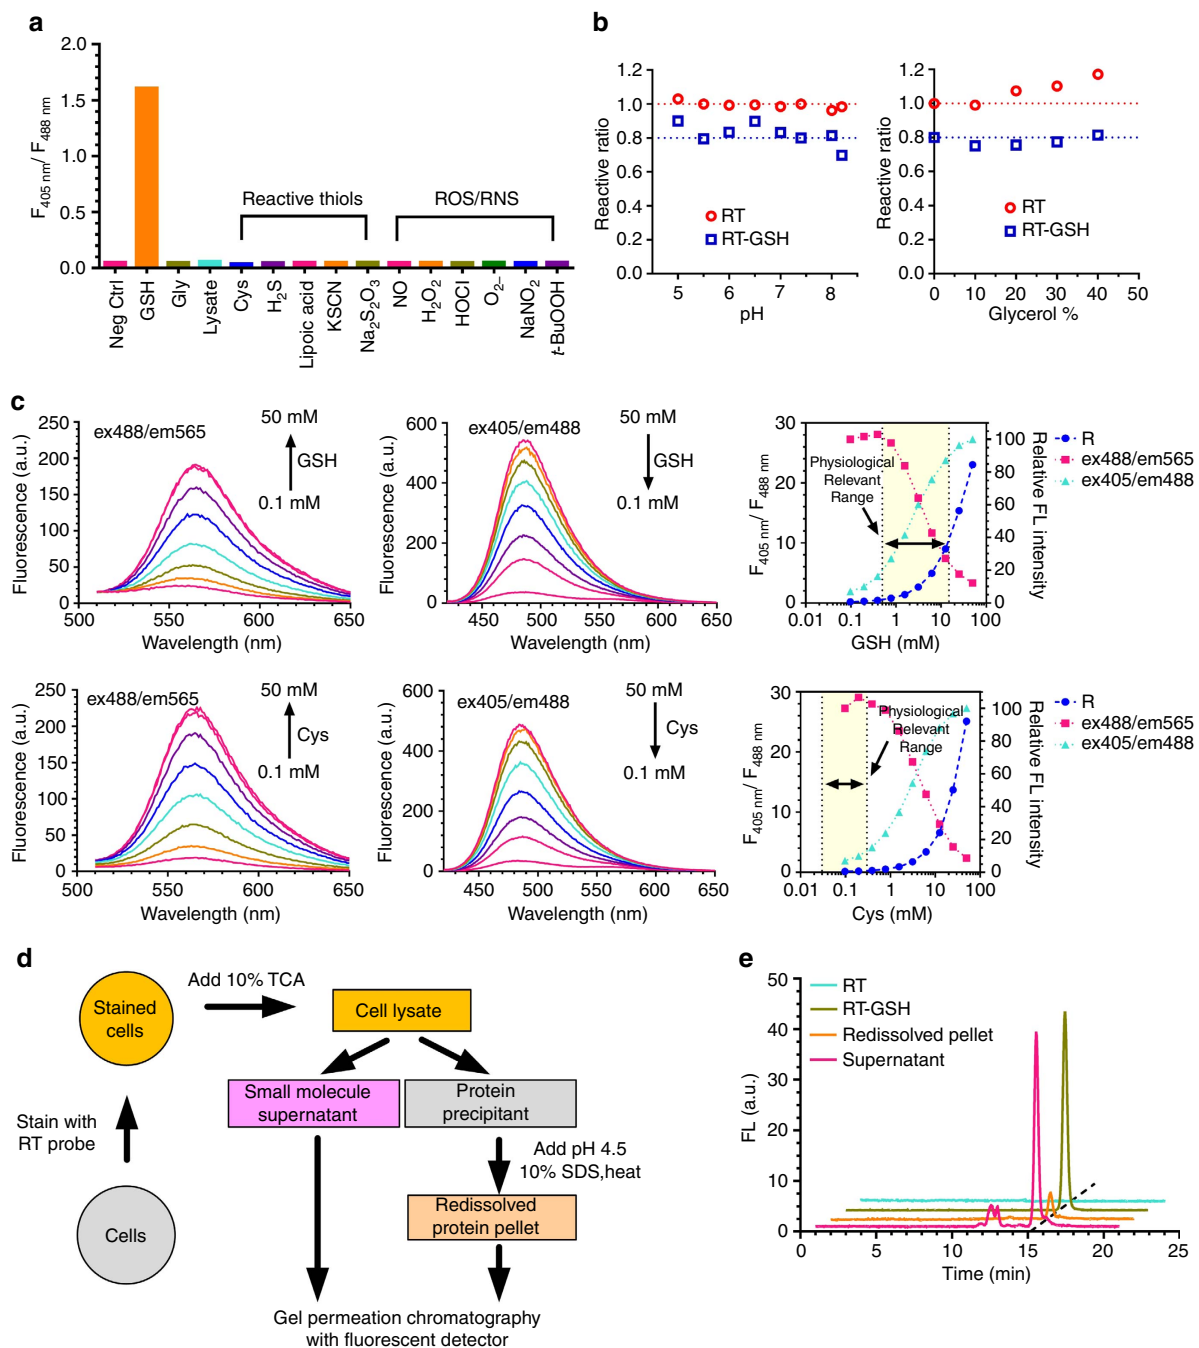 a
F405 nm/ F488 nm
2.0
1.5
1.0
0.5
0.0
Reactive thiols
ROS/RNS
Neg Ctrl
GSH
Gly
Lysate
Cys
H2S
Lipoic acid
KSCN
Na2S2O3
NO
H2O2
HOCl
O2–
NaNO2
t-BuOOH
b
Reactive ratio
1.2
1.0
0.8
0.6
0.4
0.2
0.0
RT
RT-GSH
5 6 7 8
pH
Reactive ratio
1.2
1.0
0.8
0.6
0.4
0.2
0.0
RT
RT-GSH
0 10 20 30 40 50
Glycerol %
c
Fluorescence (a.u.)
250
200
150
100
50
0
ex488/em565
50 mM
GSH
0.1 mM
500 550 600 650
Wavelength (nm)
Fluorescence (a.u.)
600
400
200
0
ex405/em488
50 mM
GSH
0.1 mM
450 500 550 600 650
Wavelength (nm)
F405 nm/ F488 nm
30
20
10
0
Physiological
Relevant
Range
100
80
60
40
20
0
Relative FL intensity
0.01 0.1 1 10 100
GSH (mM)
R
ex488/em565
ex405/em488
Fluorescence (a.u.)
250
200
150
100
50
0
ex488/em565
50 mM
Cys
0.1 mM
500 550 600 650
Wavelength (nm)
Fluorescence (a.u.)
600
400
200
0
ex405/em488
50 mM
Cys
0.1 mM
450 500 550 600 650
Wavelength (nm)
F405 nm/ F488 nm
30
20
10
0
Physiological
Relevant
Range
100
80
60
40
20
0
Relative FL intensity
0.01 0.1 1 10 100
Cys (mM)
R
ex488/em565
ex405/em488
d
Stained
cells
Add 10% TCA
Cell lysate
Small molecule
supernatant
Protein
precipitant
Stain with
RT probe
Add pH 4.5
10% SDS,heat
Redissolved
protein pellet
Cells
Gel permeation chromatography
with fluorescent detector
e
FL (a.u.)
50
40
30
20
10
0
RT
RT-GSH
Redissolved pellet
Supernatant
0 5 10 15 20 25
Time (min)